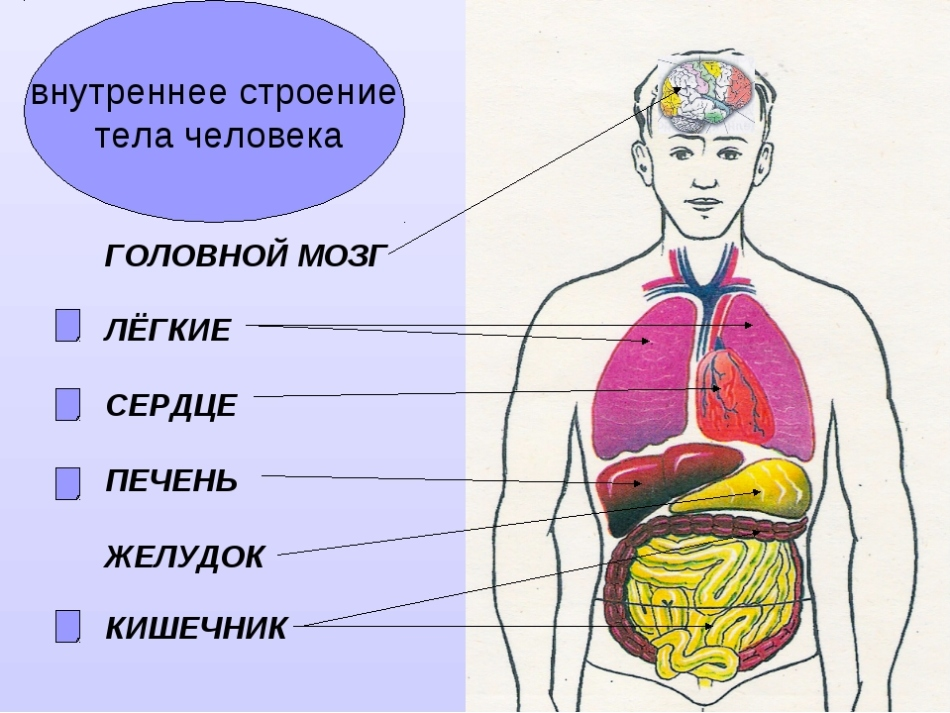 внутреннее строение
тела человека
ГОЛОВНОЙ МОЗГ
ЛЁГКИЕ
СЕРДЦЕ
ПЕЧЕНЬ
ЖЕЛУДОК
КИШЕЧНИК